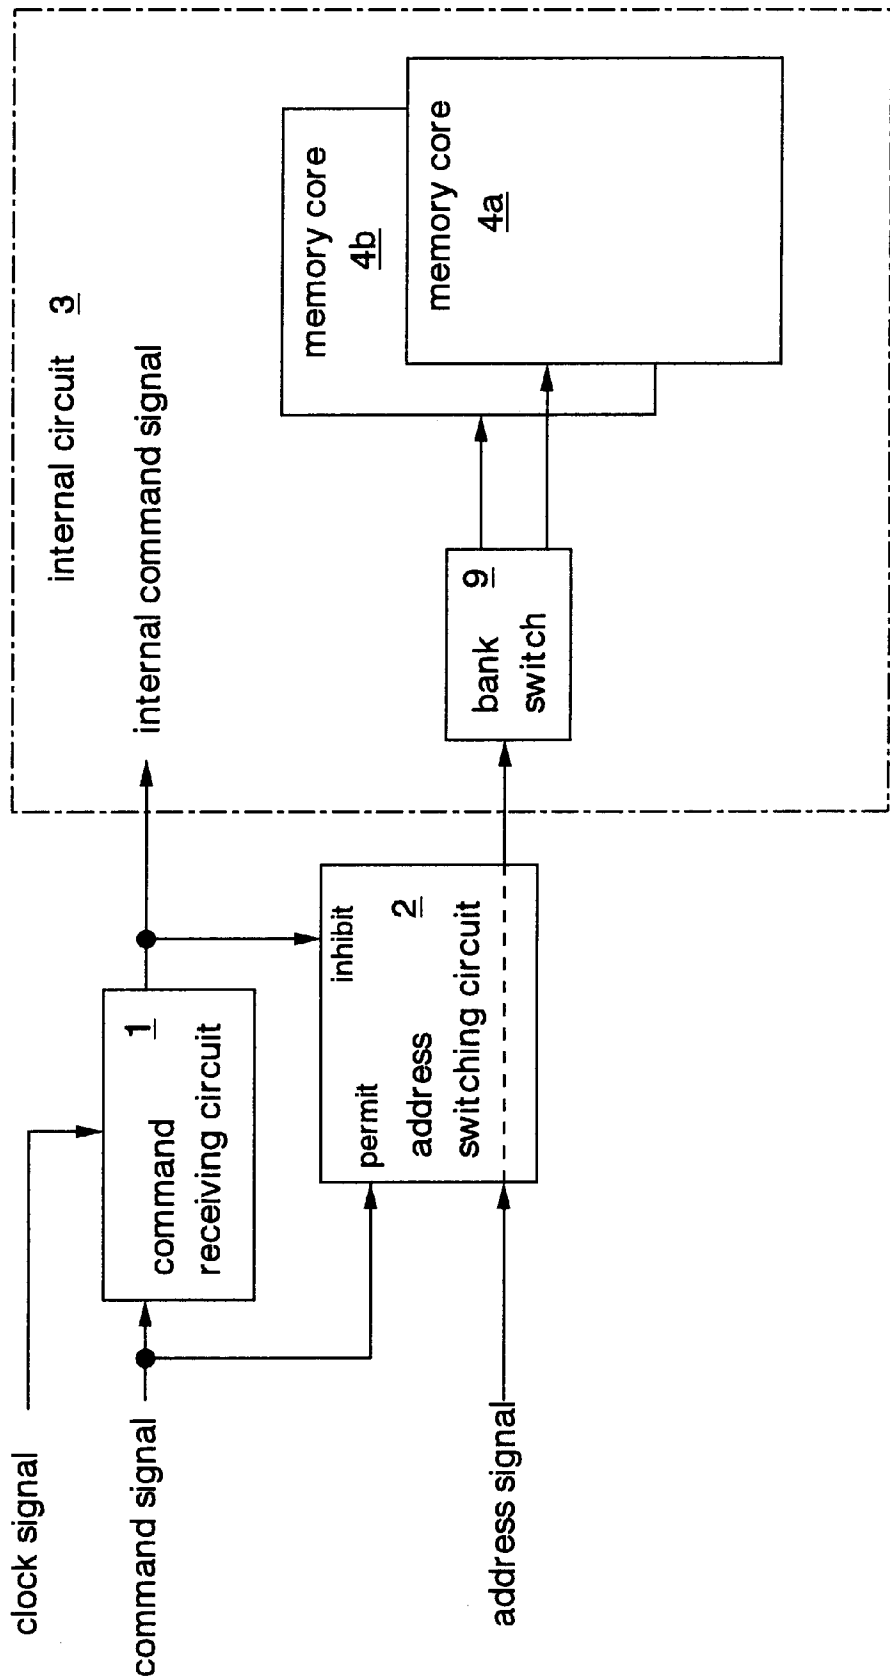 clock signal
command signal
address signal
1
command
receiving circuit
permit
inhibit
2
address
switching circuit
internal circuit 3
internal command signal
9
bank
switch
memory core
4b
memory core
4a